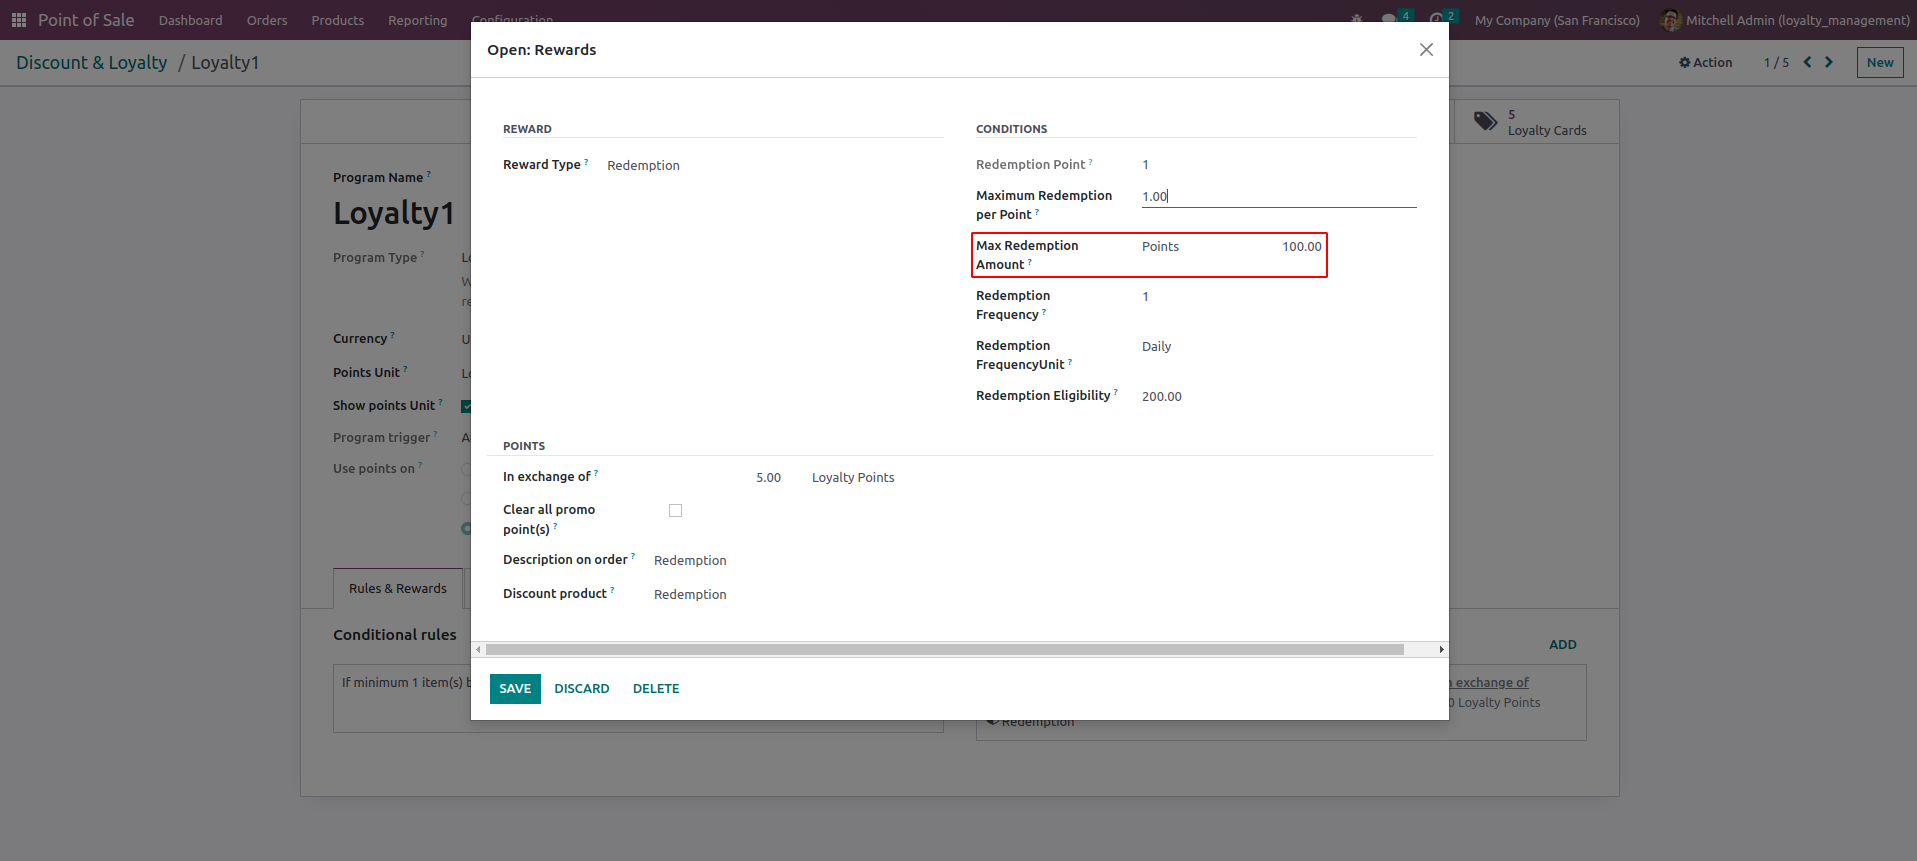 Point of Sale Dashboard Orders Products Reporting Configuration 4 2 My Company (San Francisco) Mitchell Admin (loyalty_management)
Discount & Loyalty / Loyalty1 Action 1 / 5 New
Open: Rewards
5
Loyalty Cards
REWARD
Reward Type ? Redemption
CONDITIONS
Redemption Point ? 1
Maximum Redemption
per Point ? 1.00
Max Redemption
Amount ? Points 100.00
Redemption
Frequency ? 1
Redemption
FrequencyUnit ? Daily
Redemption Eligibility ? 200.00
POINTS
In exchange of ? 5.00 Loyalty Points
Clear all promo
point(s) ?
Description on order ? Redemption
Discount product ? Redemption
SAVE DISCARD DELETE
Program Name ?
Loyalty1
Program Type ?
Currency ?
Points Unit ?
Show points Unit ?
Program trigger ?
Use points on ?
Rules & Rewards
Conditional rules
If minimum 1 item(s)
ADD
exchange of
0 Loyalty Points
Redemption